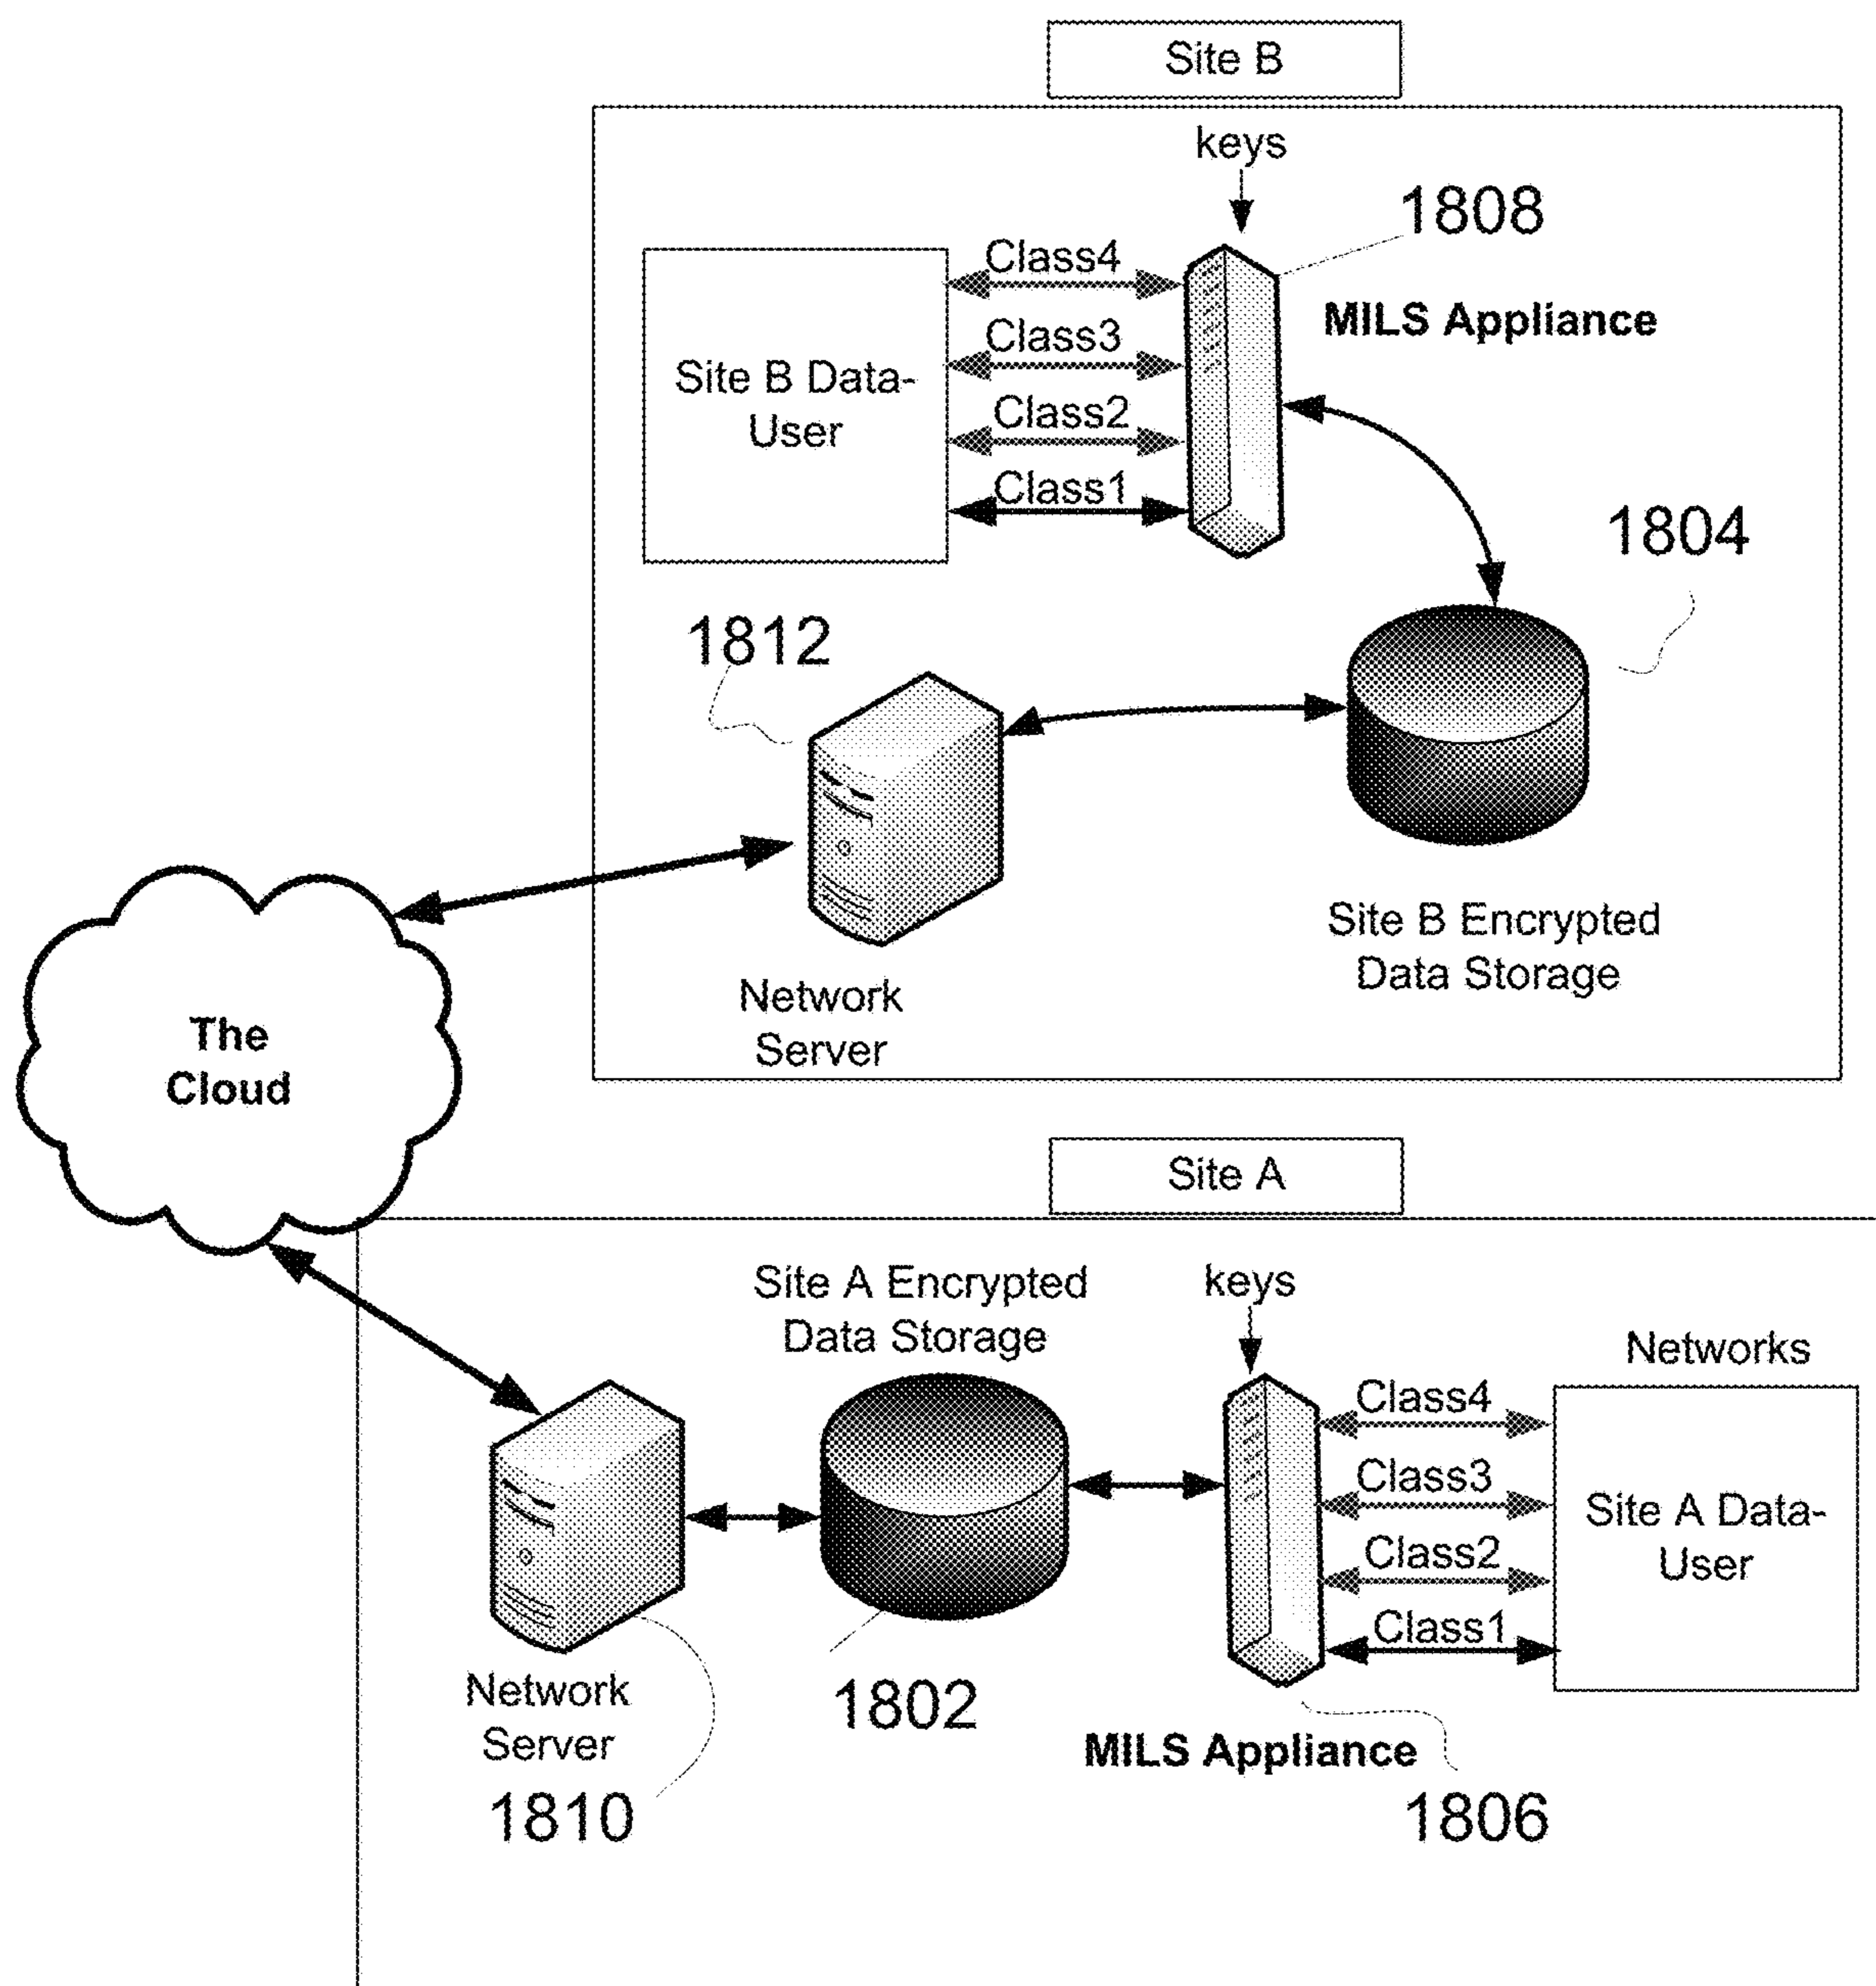 Site B
keys
1808
Class4
MILS Appliance
Class3
Site B Data-
User
Class2
Class1
1804
1812
Site B Encrypted
Data Storage
Network
Server
The
Cloud
Site A
Site A Encrypted
Data Storage
keys
Networks
Class4
Class3
Site A Data-
User
Class2
Class1
Network
Server
1802
MILS Appliance
1810
1806